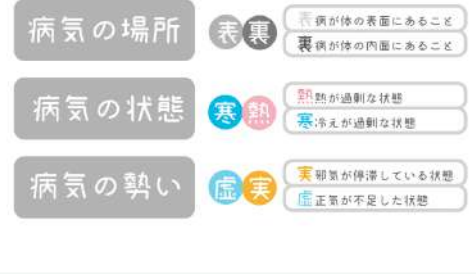 病気の場所
表裏
表 病が体の表面にあること
裏 病が体の内面にあること
病気の状態
寒熱
熱 熱が過剰な状態
寒 冷えが過剰な状態
病気の勢い
虚実
実 邪気が停滞している状態
虚 正気が不足した状態